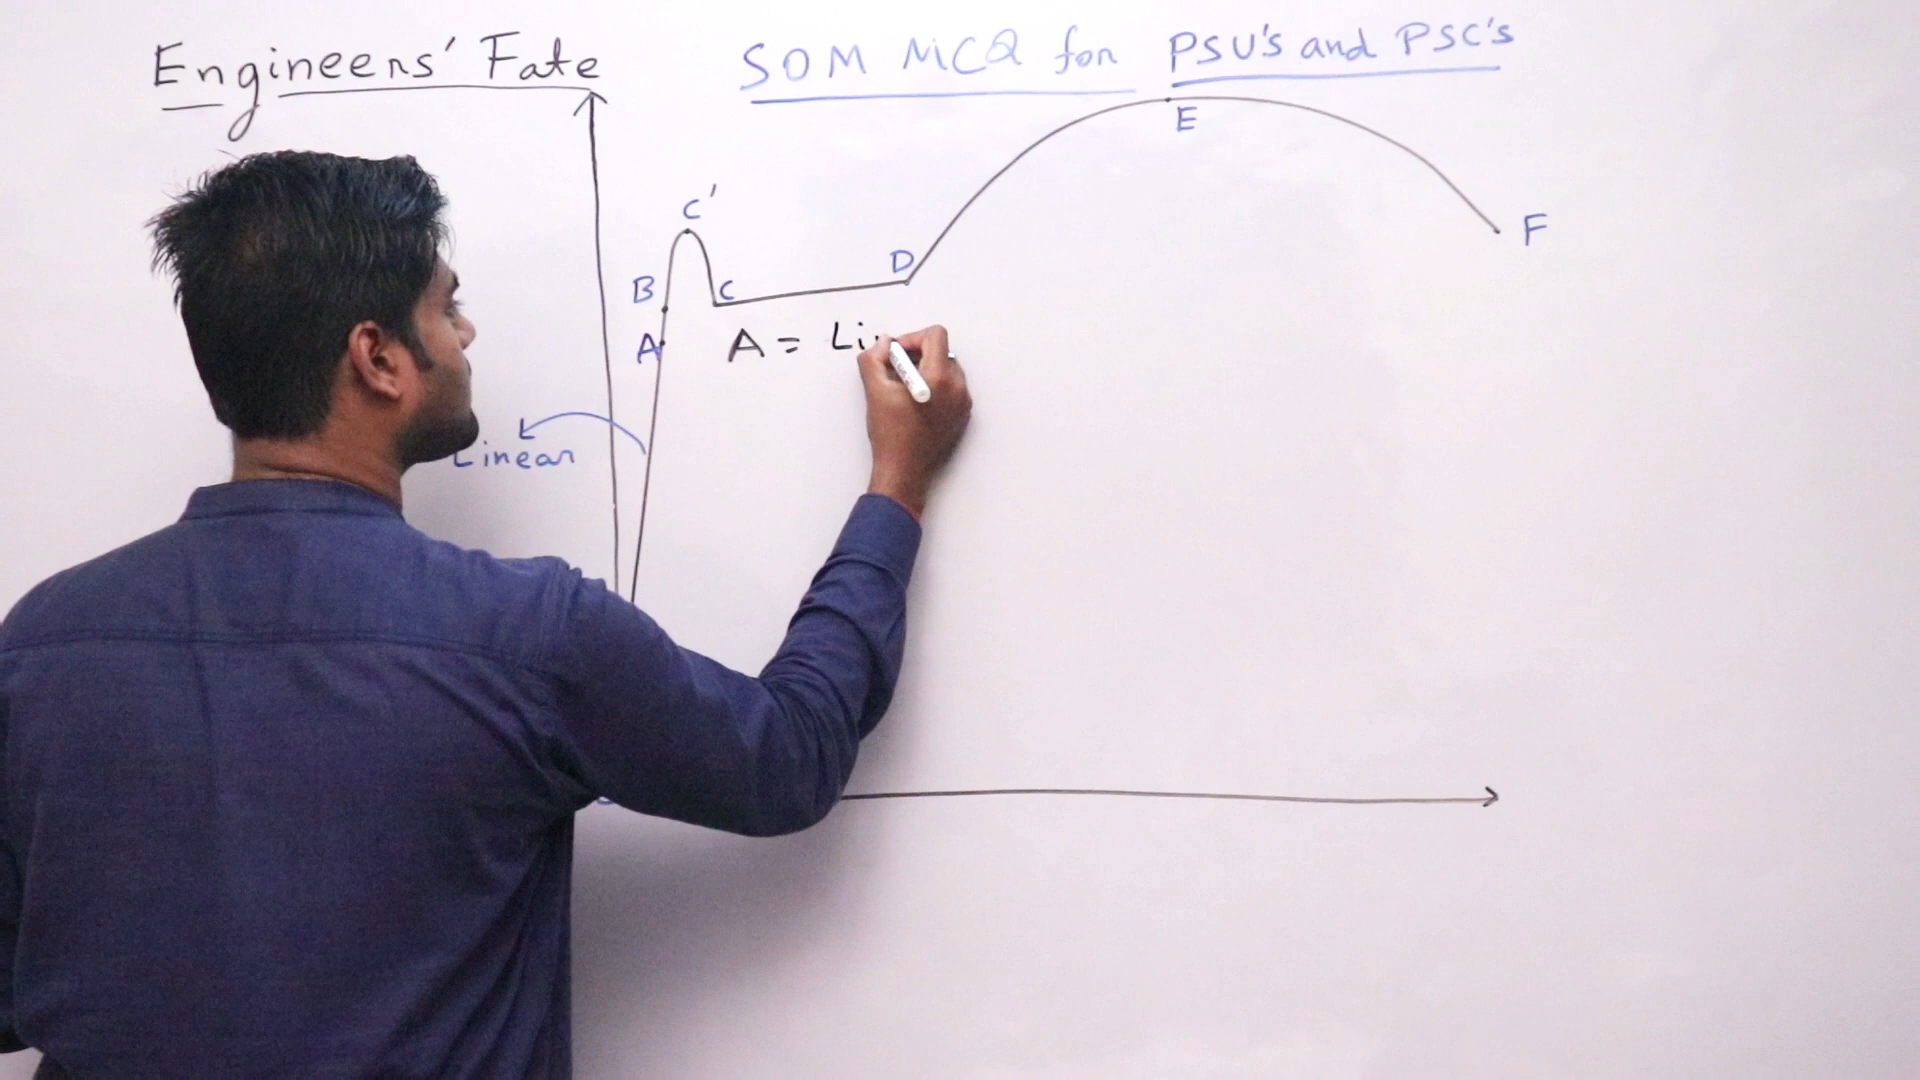 Engineers' Fate
SOM MCQ for PSU's and PSC's
E
C'
F
D
B
C
A
A = Li
Linear